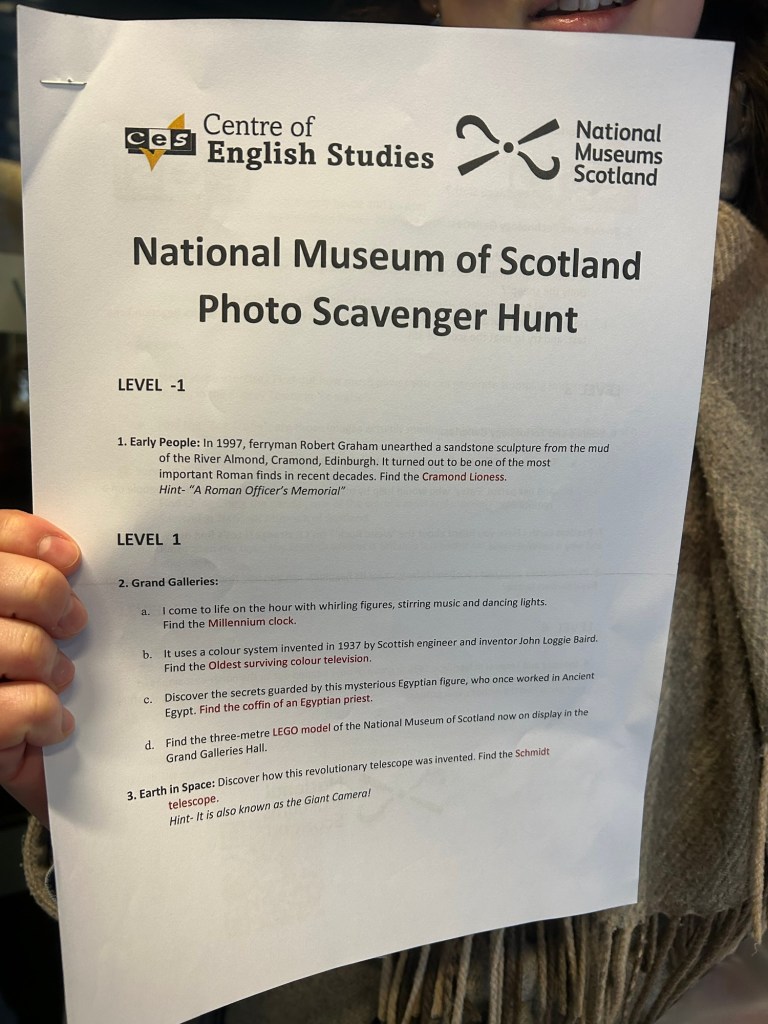 ces Centre of
English Studies
National
Museums
Scotland
National Museum of Scotland
Photo Scavenger Hunt
LEVEL -1
1. Early People: In 1997, ferryman Robert Graham unearthed a sandstone sculpture from the mud
of the River Almond, Cramond, Edinburgh. It turned out to be one of the most
important Roman finds in recent decades. Find the Cramond Lioness.
Hint- “A Roman Officer’s Memorial”
LEVEL 1
2. Grand Galleries:
a. I come to life on the hour with whirling figures, stirring music and dancing lights.
Find the Millennium clock.
b. It uses a colour system invented in 1937 by Scottish engineer and inventor John Loggie Baird.
Find the Oldest surviving colour television.
c. Discover the secrets guarded by this mysterious Egyptian figure, who once worked in Ancient
Egypt. Find the coffin of an Egyptian priest.
d. Find the three-metre LEGO model of the National Museum of Scotland now on display in the
Grand Galleries Hall.
3. Earth in Space: Discover how this revolutionary telescope was invented. Find the Schmidt
telescope.
Hint- It is also known as the Giant Camera!